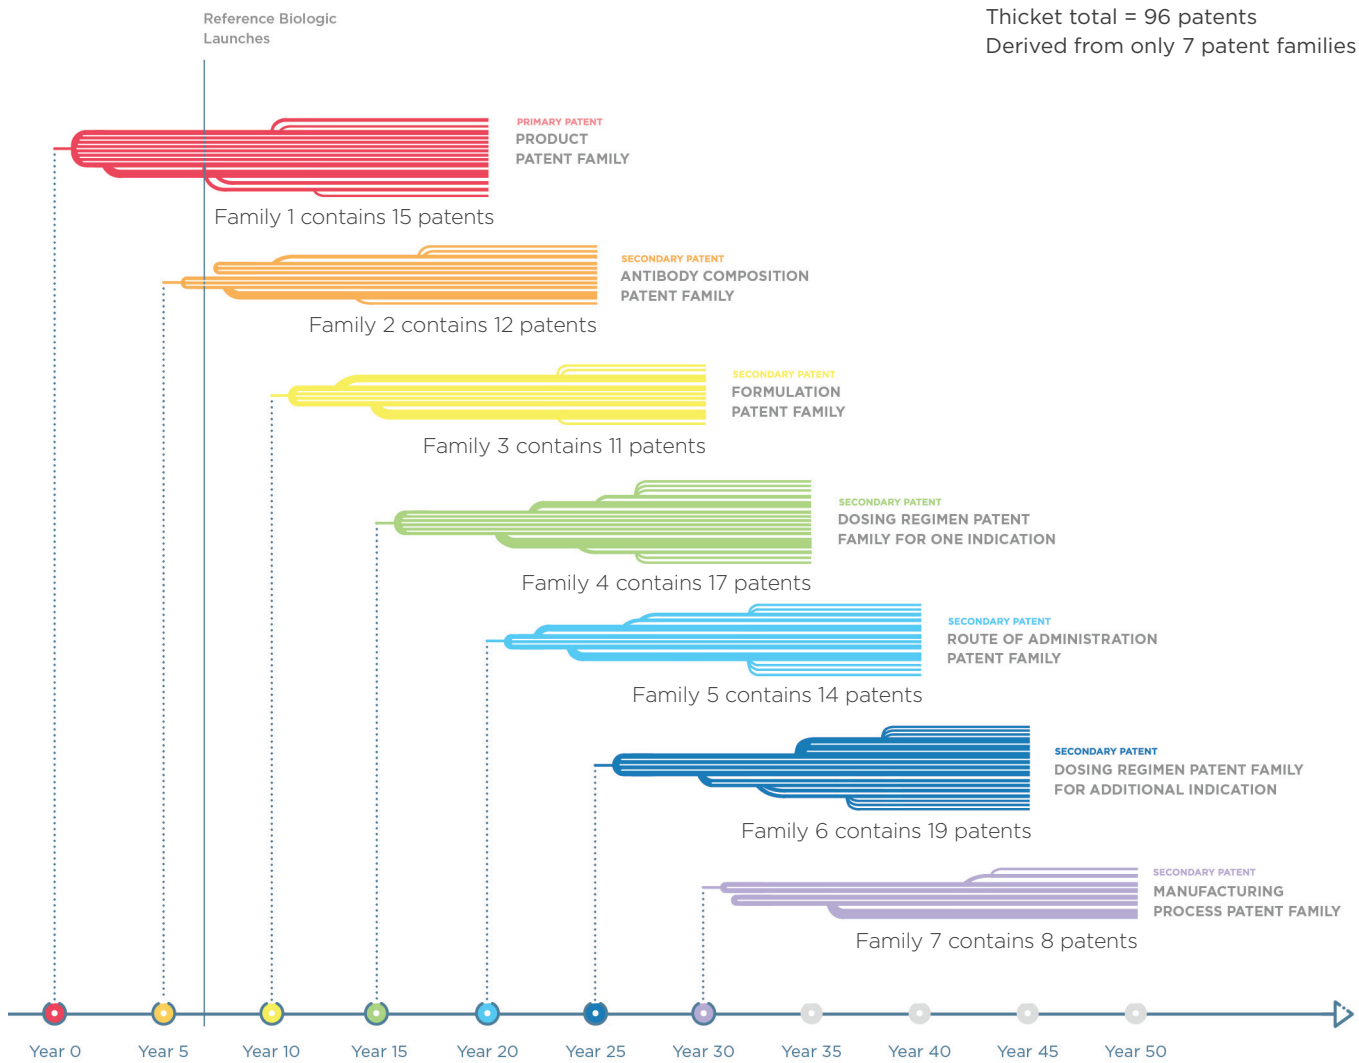 Reference Biologic
Launches
Thicket total = 96 patents
Derived from only 7 patent families
PRIMARY PATENT
PRODUCT
PATENT FAMILY
Family 1 contains 15 patents
SECONDARY PATENT
ANTIBODY COMPOSITION
PATENT FAMILY
Family 2 contains 12 patents
SECONDARY PATENT
FORMULATION
PATENT FAMILY
Family 3 contains 11 patents
SECONDARY PATENT
DOSING REGIMEN PATENT
FAMILY FOR ONE INDICATION
Family 4 contains 17 patents
SECONDARY PATENT
ROUTE OF ADMINISTRATION
PATENT FAMILY
Family 5 contains 14 patents
SECONDARY PATENT
DOSING REGIMEN PATENT FAMILY
FOR ADDITIONAL INDICATION
Family 6 contains 19 patents
SECONDARY PATENT
MANUFACTURING
PROCESS PATENT FAMILY
Family 7 contains 8 patents
Year 0 Year 5 Year 10 Year 15 Year 20 Year 25 Year 30 Year 35 Year 40 Year 45 Year 50